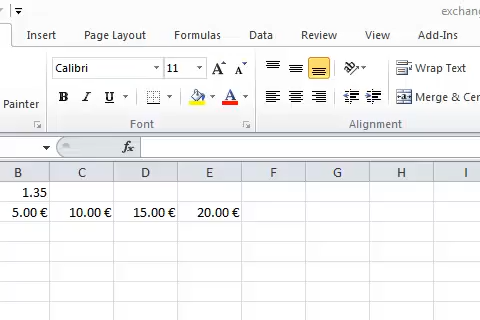 exchan
Insert Page Layout Formulas Data Review View Add-Ins
Calibri 11 A A Wrap Text
Painter B I U A Merge & Cen
Font Alignment
fx
B C D E F G H I
1.35
5.00 € 10.00 € 15.00 € 20.00 €